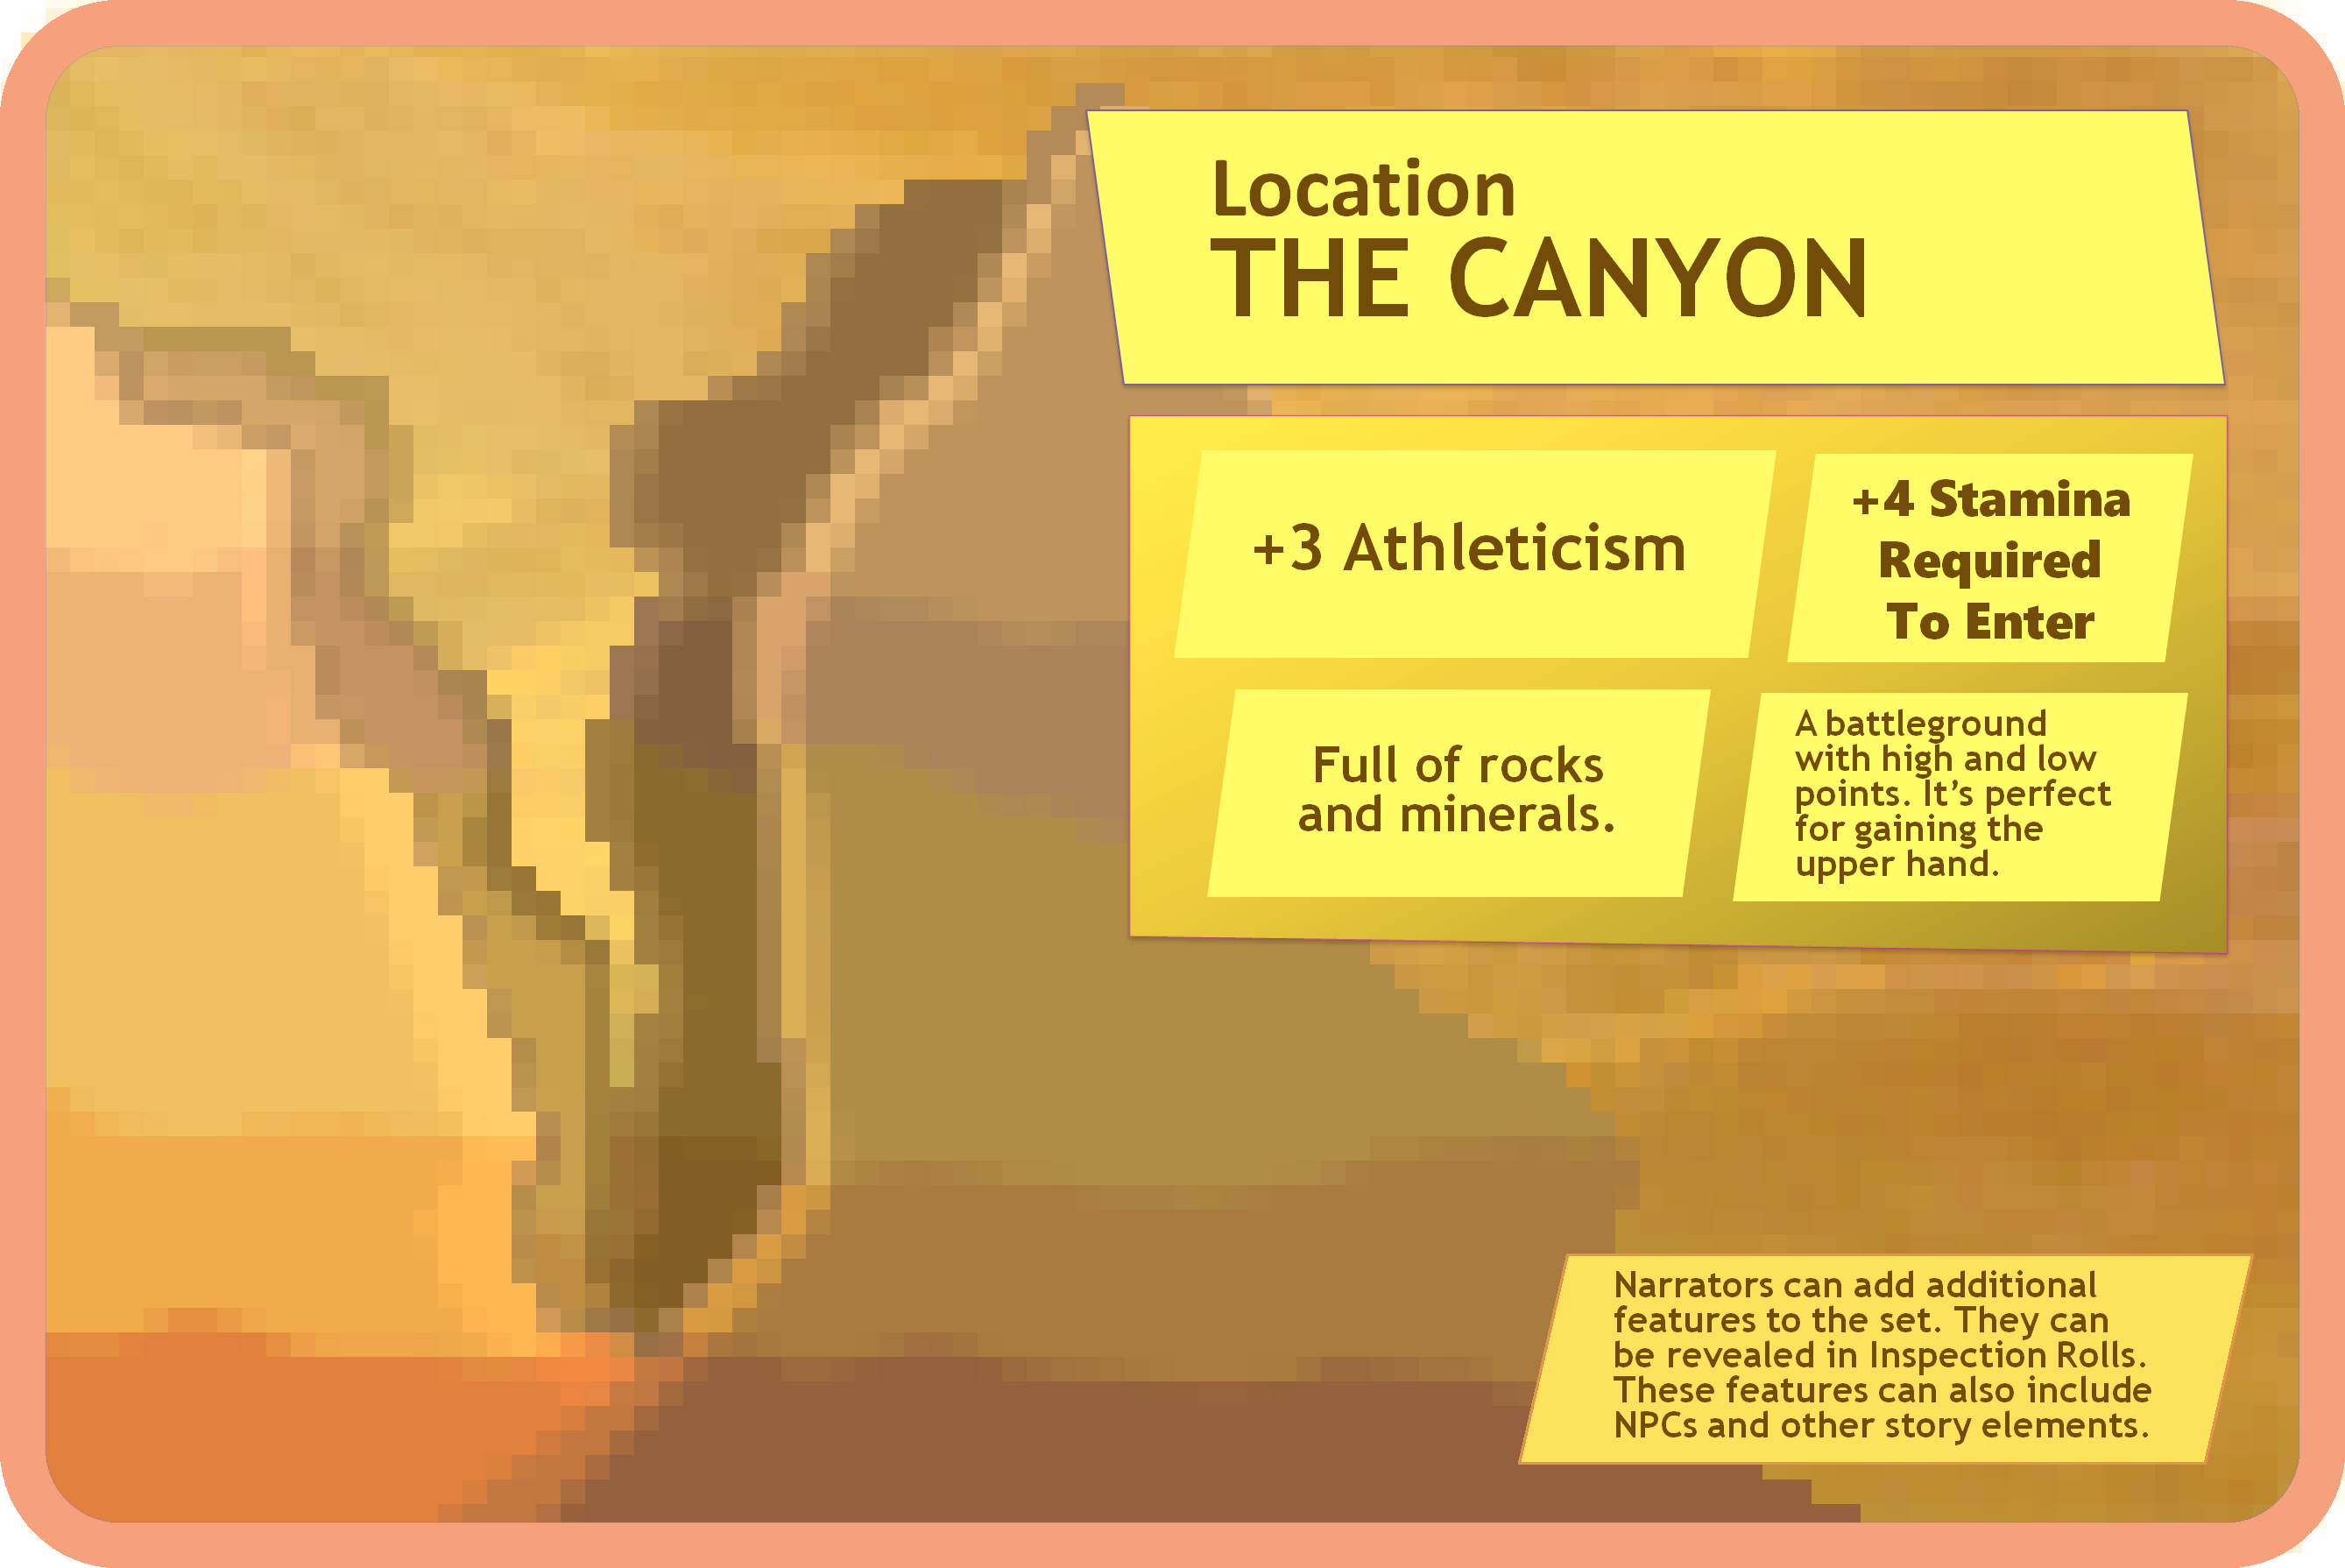 Location
THE CANYON
+3 Athleticism
+4 Stamina
Required
To Enter
Full of rocks
and minerals.
A battleground
with high and low
points. It’s perfect
for gaining the
upper hand.
Narrators can add additional
features to the set. They can
be revealed in Inspection Rolls.
These features can also include
NPCs and other story elements.